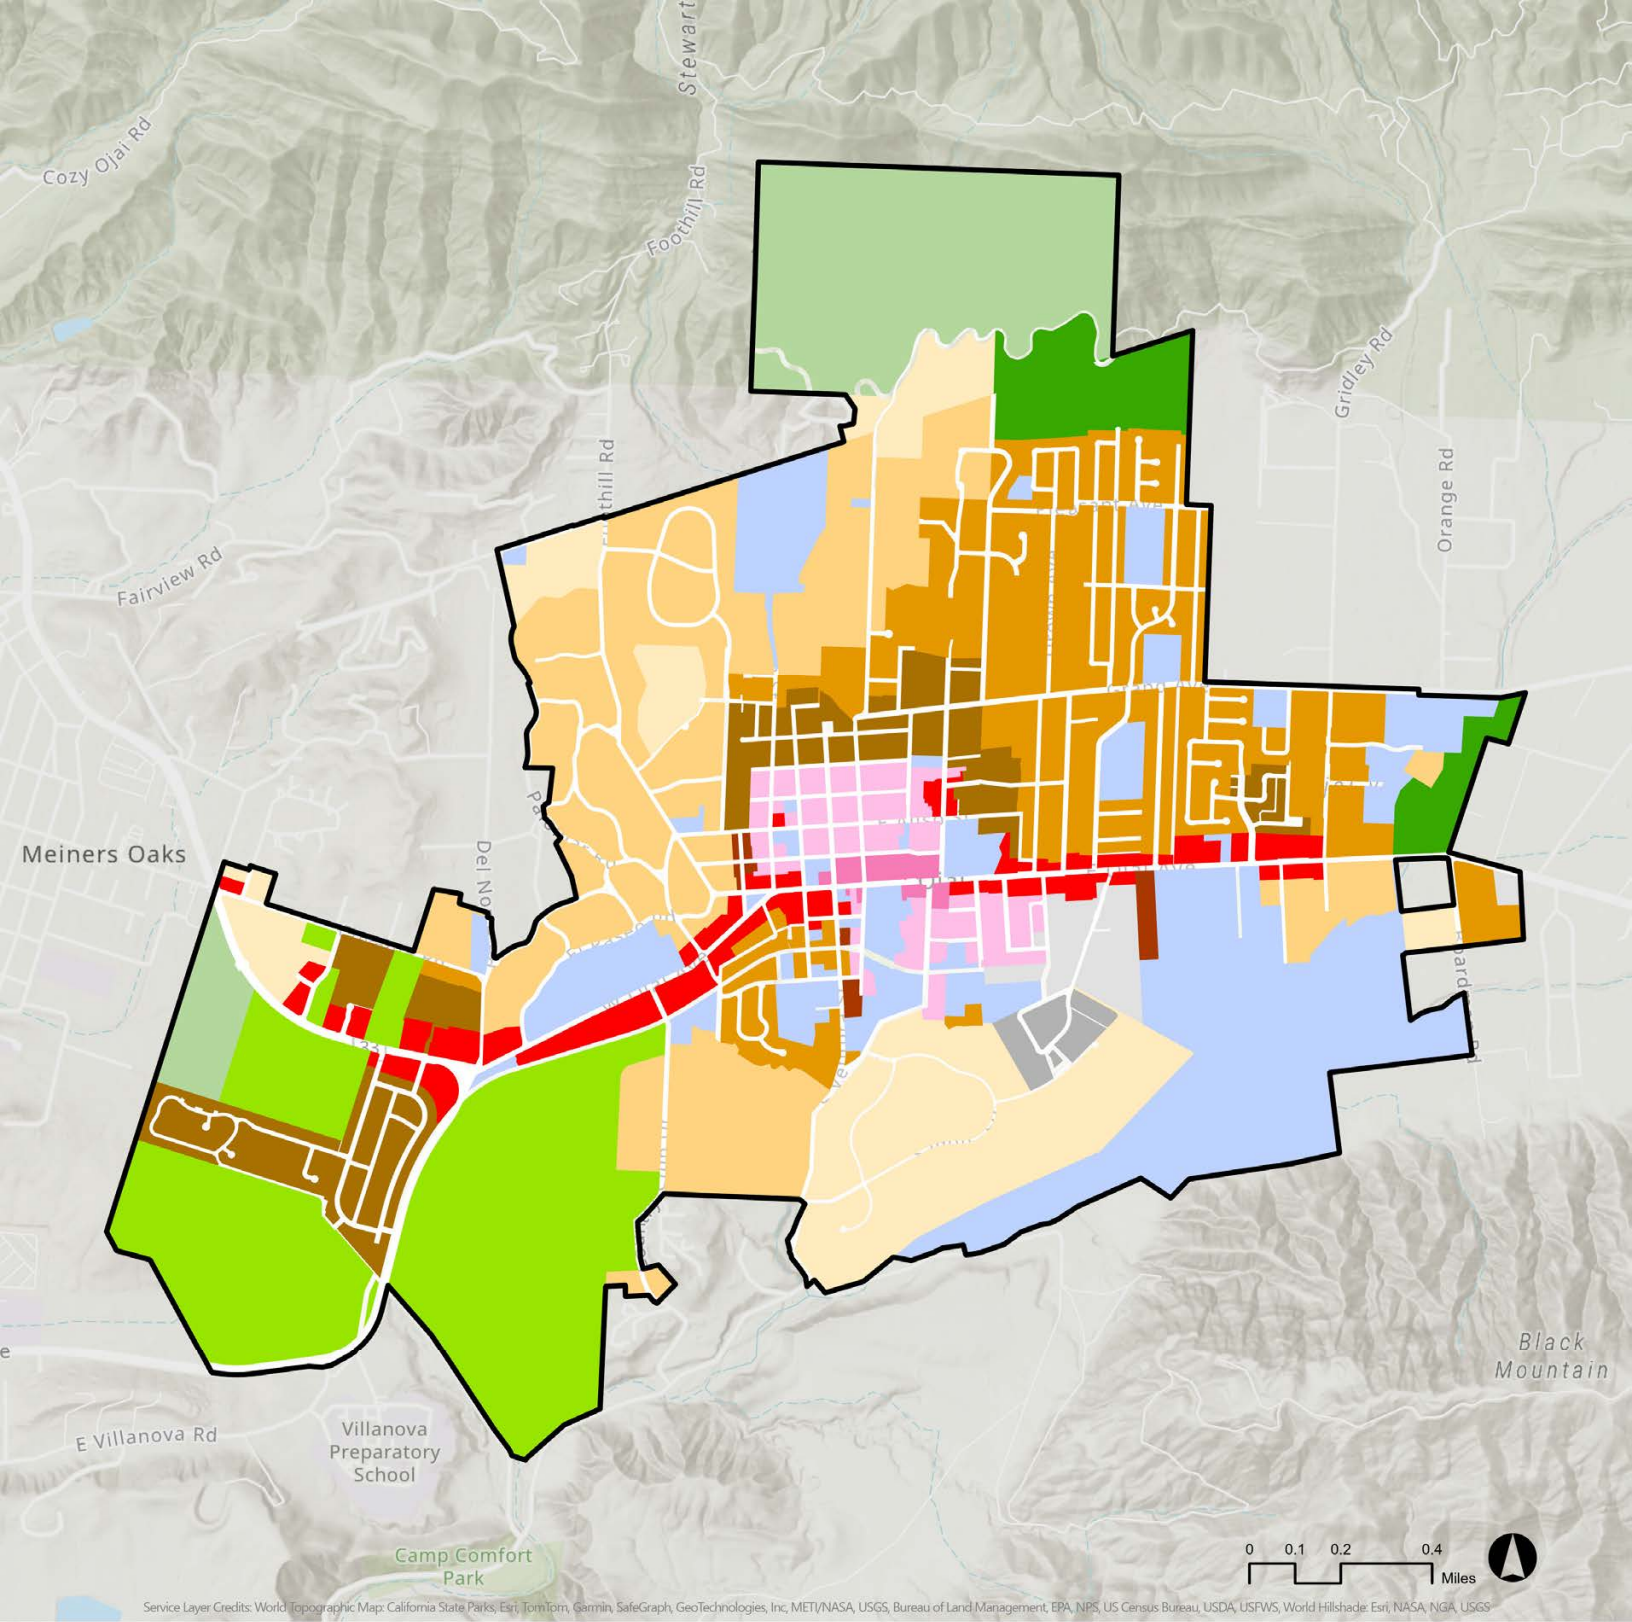 Stewart
Cozy Ojai Rd
Foothill Rd
Gridley Rd
Orange Rd
Fairview Rd
Meiners Oaks
Del No
Black
Mountain
E Villanova Rd
Villanova
Preparatory
School
Camp Comfort
Park
0 0.1 0.2 0.4
Miles
Service Layer Credits: World Topographic Map: California State Parks, Esri, TomTom, Garmin, SafeGraph, GeoTechnologies, Inc, METI/NASA, USGS, Bureau of Land Management, EPA, NPS, US Census Bureau, USDA, USFWS, World Hillshade: Esri, NASA, NGA, USGS